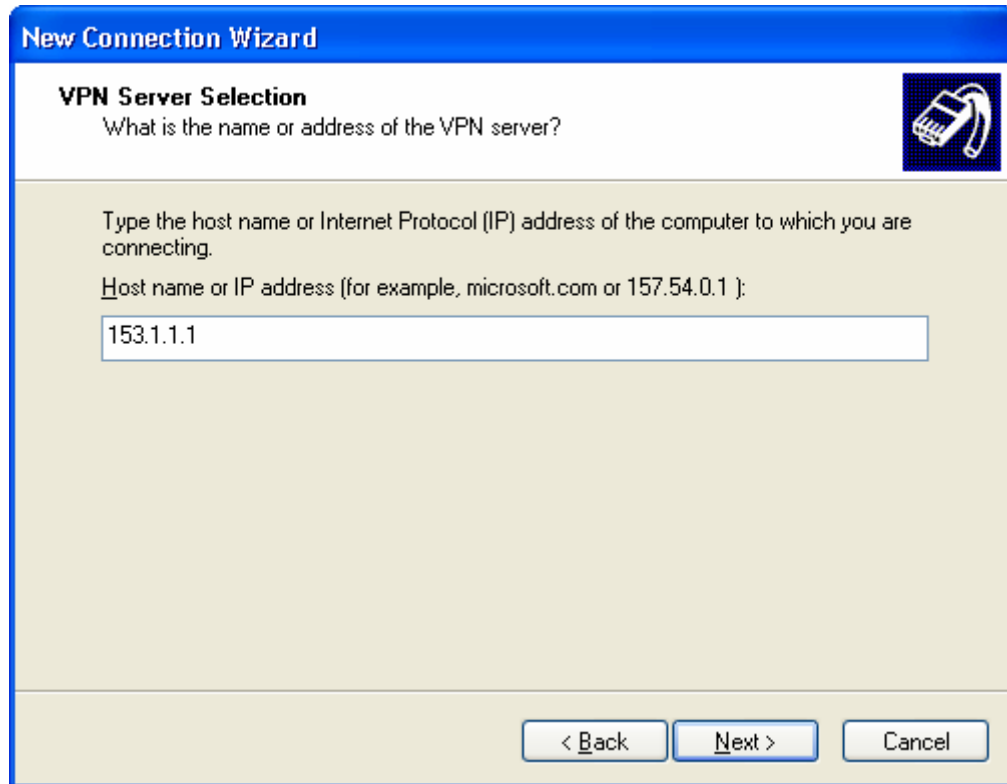 New Connection Wizard
VPN Server Selection
What is the name or address of the VPN server?
Type the host name or Internet Protocol (IP) address of the computer to which you are
connecting.
Host name or IP address (for example, microsoft.com or 157.54.0.1 ):
153.1.1.1
< Back
Next >
Cancel